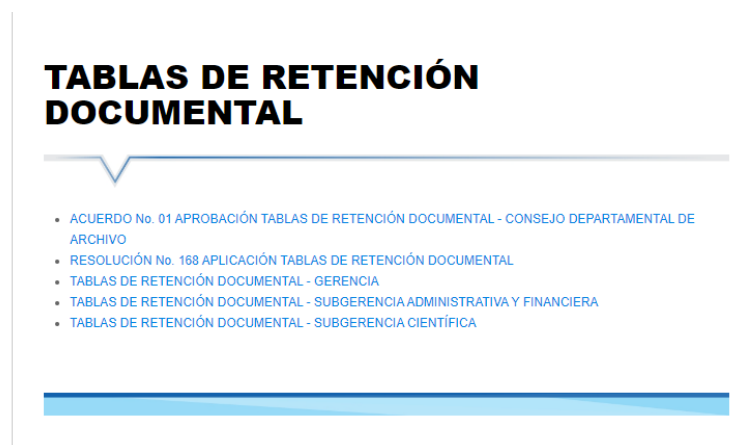 TABLAS DE RETENCIÓN
DOCUMENTAL
ACUERDO No. 01 APROBACIÓN TABLAS DE RETENCIÓN DOCUMENTAL - CONSEJO DEPARTAMENTAL DE
ARCHIVO
RESOLUCIÓN No. 168 APLICACIÓN TABLAS DE RETENCIÓN DOCUMENTAL
TABLAS DE RETENCIÓN DOCUMENTAL - GERENCIA
TABLAS DE RETENCIÓN DOCUMENTAL - SUBGERENCIA ADMINISTRATIVA Y FINANCIERA
TABLAS DE RETENCIÓN DOCUMENTAL - SUBGERENCIA CIENTÍFICA